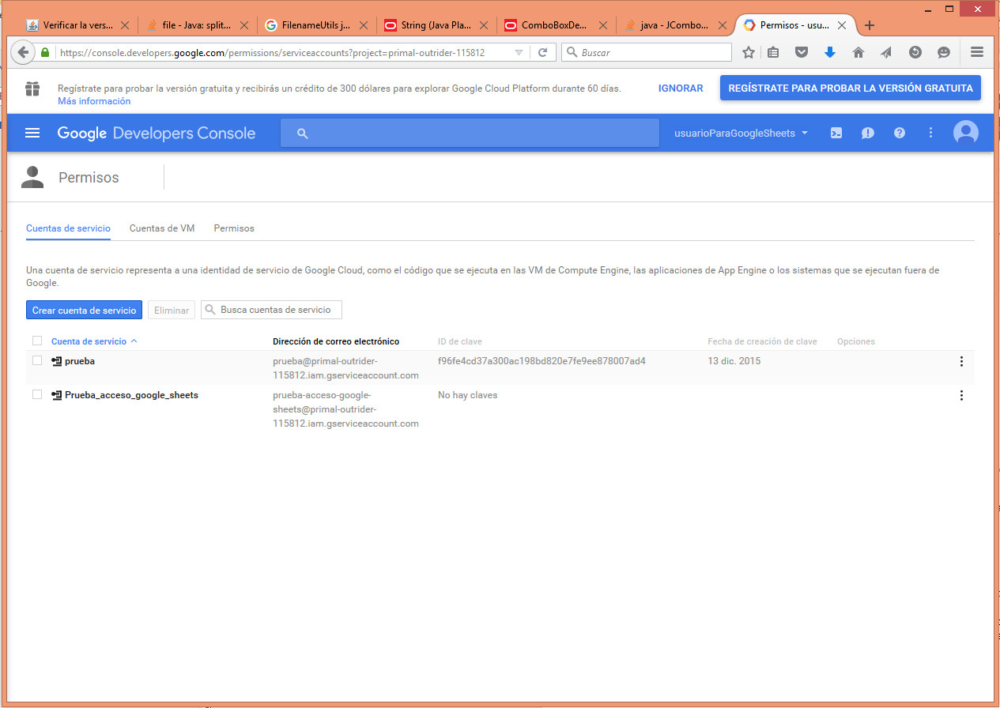 Verificar la vers...
file - Java: split...
FilenameUtils j...
String (Java Pla...
ComboBoxDe...
java - JCombo...
Permisos - usu...
https://console.developers.google.com/permissions/serviceaccounts?project=primal-outrider-115812
Buscar
Regístrate para probar la versión gratuita y recibirás un crédito de 300 dólares para explorar Google Cloud Platform durante 60 días.
Más información
IGNORAR
REGÍSTRATE PARA PROBAR LA VERSIÓN GRATUITA
Google Developers Console
usuarioParaGoogleSheets
Permisos
Cuentas de servicio
Cuentas de VM
Permisos
Una cuenta de servicio representa a una identidad de servicio de Google Cloud, como el código que se ejecuta en las VM de Compute Engine, las aplicaciones de App Engine o los sistemas que se ejecutan fuera de
Google.
Crear cuenta de servicio
Eliminar
Busca cuentas de servicio
Cuenta de servicio
Dirección de correo electrónico
ID de clave
Fecha de creación de clave
Opciones
prueba
prueba@primal-outrider-
115812.iam.gserviceaccount.com
f96fe4cd37a300ac198bd820e7fe9ee878007ad4
13 dic. 2015
Prueba_acceso_google_sheets
prueba-acceso-google-
sheets@primal-outrider-
115812.iam.gserviceaccount.com
No hay claves